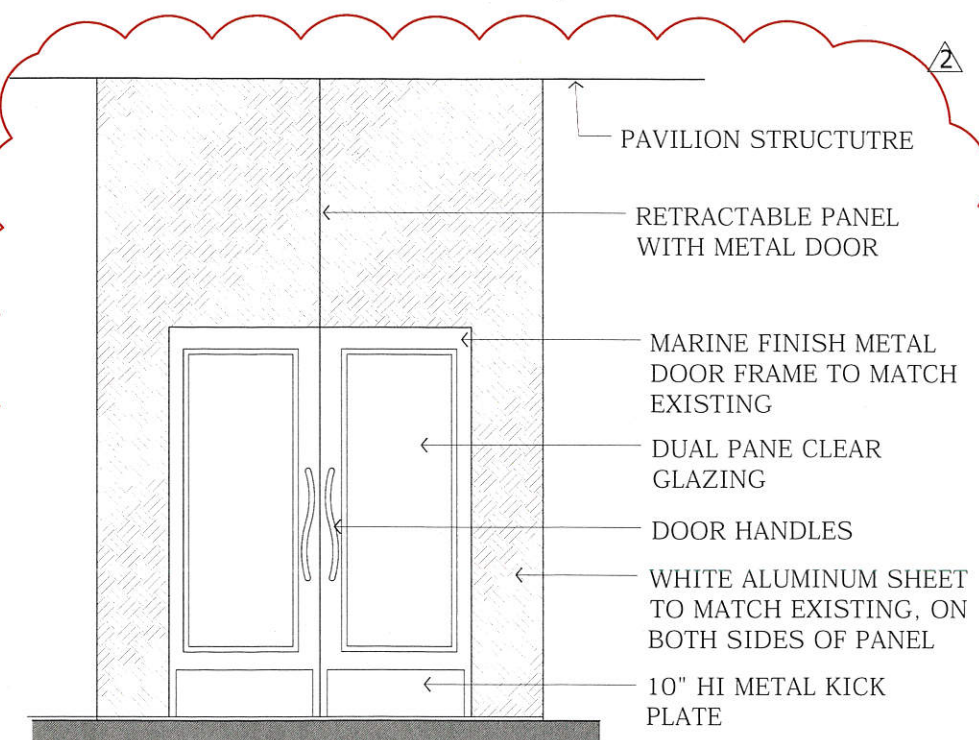 2
PAVILION STRUCTUTRE
RETRACTABLE PANEL
WITH METAL DOOR
MARINE FINISH METAL
DOOR FRAME TO MATCH
EXISTING
DUAL PANE CLEAR
GLAZING
DOOR HANDLES
WHITE ALUMINUM SHEET
TO MATCH EXISTING, ON
BOTH SIDES OF PANEL
10" HI METAL KICK
PLATE